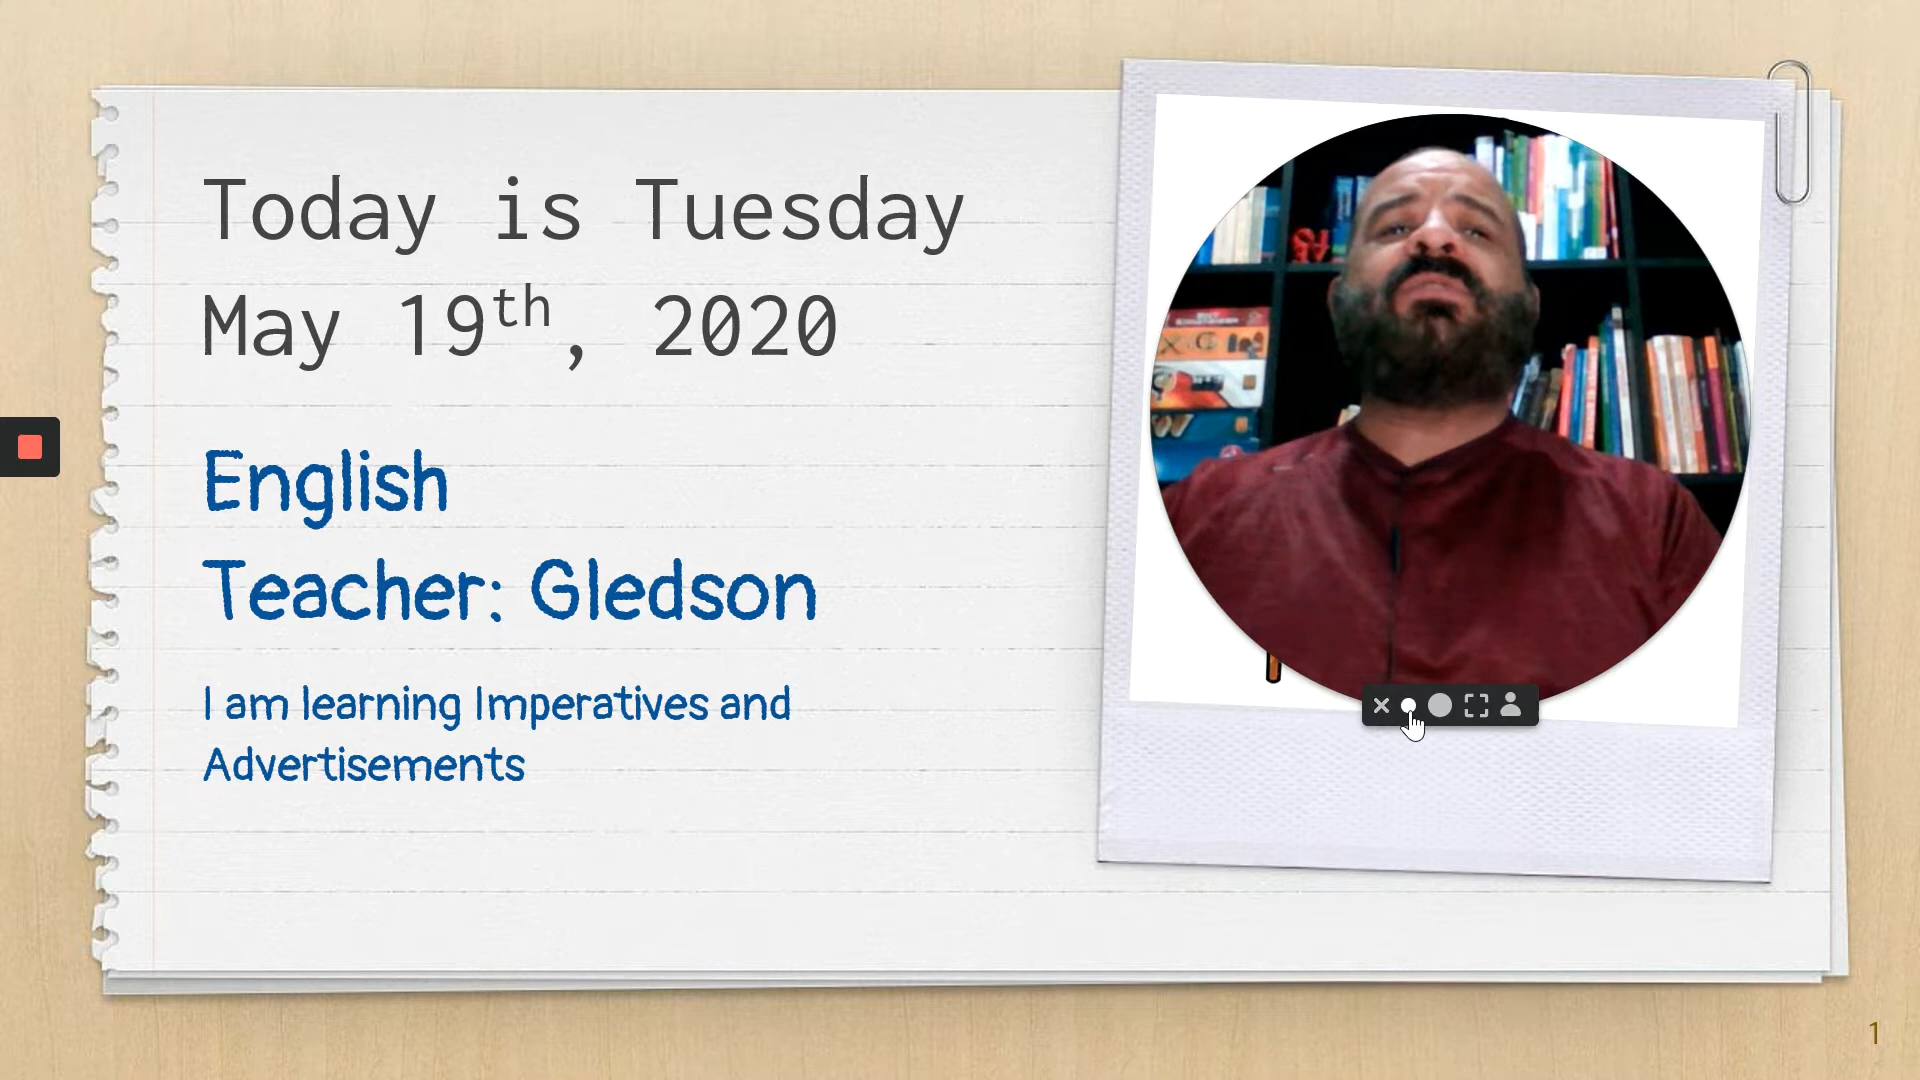 Today is Tuesday
May 19th, 2020
English
Teacher: Gledson
I am learning Imperatives and
Advertisements
1